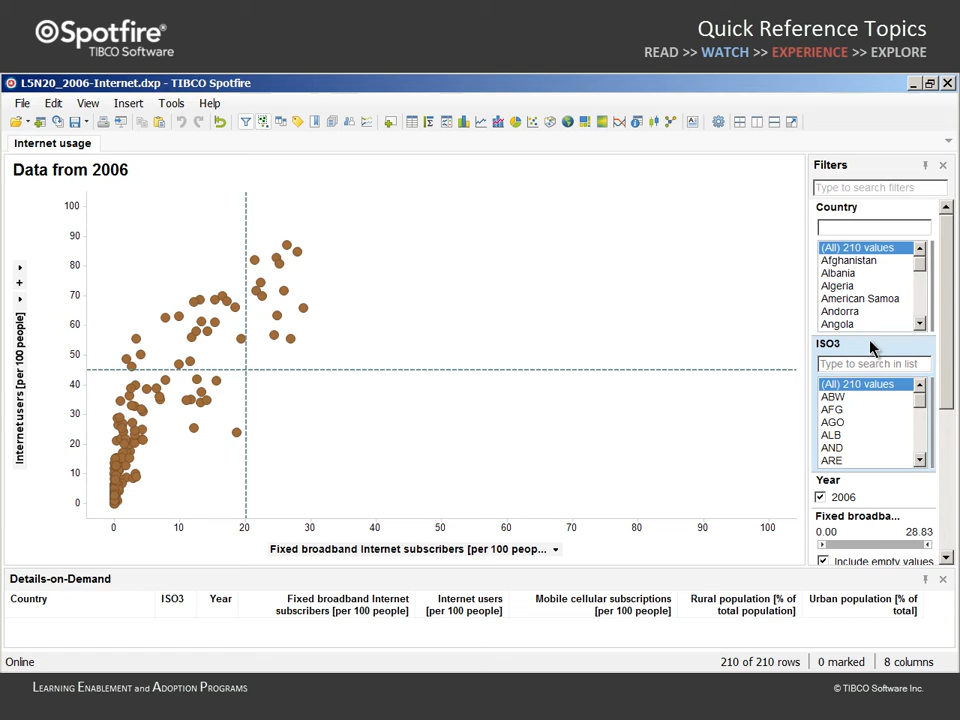 Spotfire®
TIBCO Software
Quick Reference Topics
READ >> WATCH >> EXPERIENCE >> EXPLORE
L5N20_2006-Internet.dxp - TIBCO Spotfire
File Edit View Insert Tools Help
Internet usage
Data from 2006
100
90
80
70
60
50
40
30
20
10
0
Internet users [per 100 people]
0 10 20 30 40 50 60 70 80 90 100
Fixed broadband Internet subscribers [per 100 peop...
Filters
Type to search filters
Country
(All) 210 values
Afghanistan
Albania
Algeria
American Samoa
Andorra
Angola
ISO3
Type to search in list
(All) 210 values
ABW
AFG
AGO
ALB
AND
ARE
Year
2006
Fixed broadba...
0.00 28.83
Include empty values
Details-on-Demand
Country ISO3 Year Fixed broadband Internet Internet users Mobile cellular subscriptions Rural population [% of Urban population [% of
subscribers [per 100 people] [per 100 people] [per 100 people] total population] total]
Online 210 of 210 rows 0 marked 8 columns
LEARNING ENABLEMENT AND ADOPTION PROGRAMS © TIBCO Software Inc.